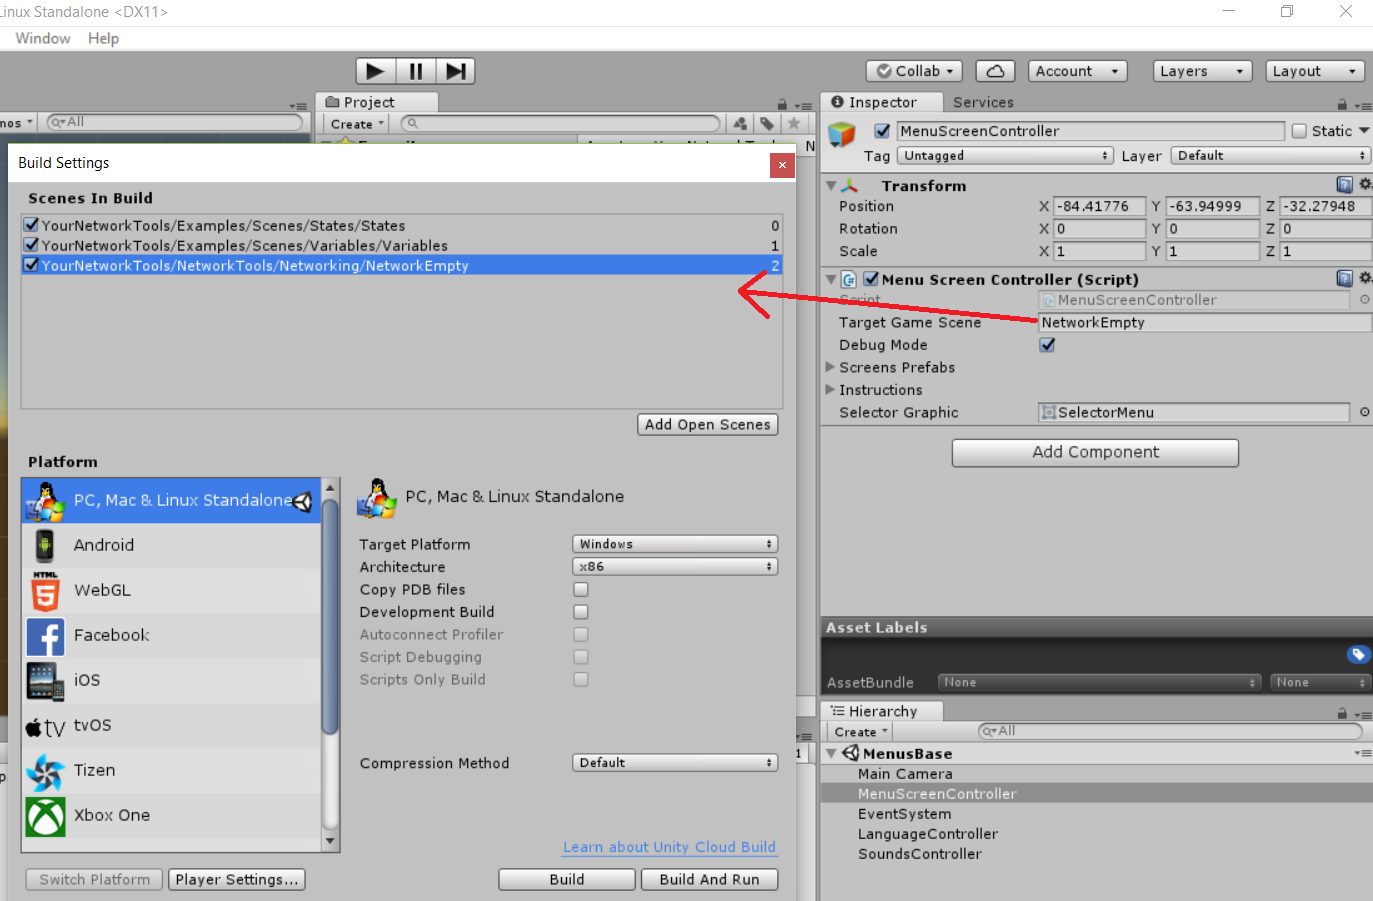 Linux Standalone <DX11>
Window Help
Collab Account Layers Layout
Project
Inspector Services
All
Create
MenuScreenController Static
Tag Untagged Layer Default
Build Settings
Scenes In Build
YourNetworkTools/Examples/Scenes/States/States 0
YourNetworkTools/Examples/Scenes/Variables/Variables 1
YourNetworkTools/NetworkTools/Networking/NetworkEmpty 2
Add Open Scenes
Platform
PC, Mac & Linux Standalone
Android
WebGL
Facebook
iOS
tvOS
Tizen
Xbox One
PC, Mac & Linux Standalone
Target Platform Windows
Architecture x86
Copy PDB files
Development Build
Autoconnect Profiler
Script Debugging
Scripts Only Build
Compression Method Default
Learn about Unity Cloud Build
Switch Platform Player Settings... Build Build And Run
Transform
Position X -84.41776 Y -63.94999 Z -32.27948
Rotation X 0 Y 0 Z 0
Scale X 1 Y 1 Z 1
Menu Screen Controller (Script)
Script MenuScreenController
Target Game Scene NetworkEmpty
Debug Mode
Screens Prefabs
Instructions
Selector Graphic SelectorMenu
Add Component
Asset Labels
AssetBundle None None
Hierarchy
Create All
MenusBase
Main Camera
MenuScreenController
EventSystem
LanguageController
SoundsController